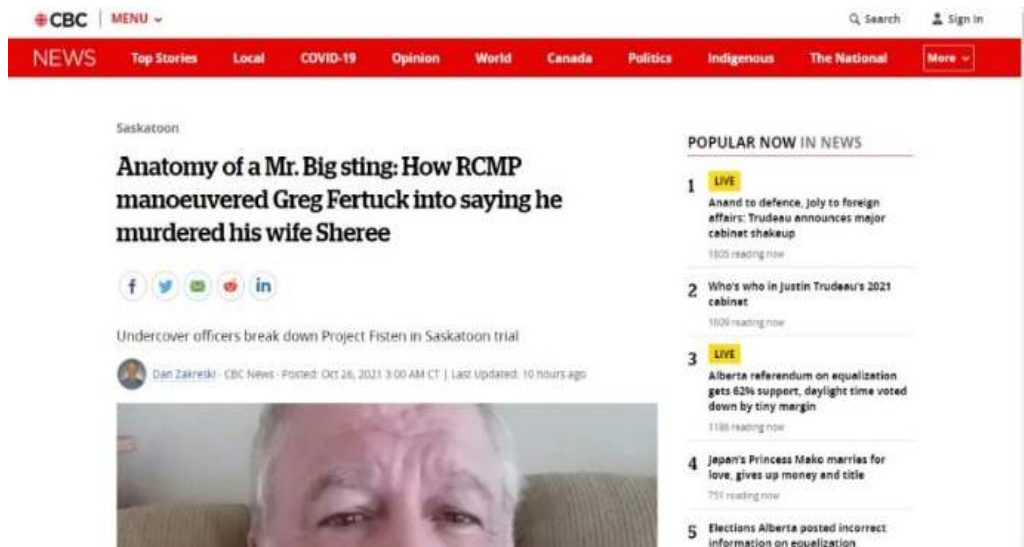 CBC MENU Search Sign In
NEWS Top Stories Local COVID-19 Opinion World Canada Politics Indigenous The National More
Saskatoon
Anatomy of a Mr. Big sting: How RCMP
manoeuvered Greg Fertuck into saying he
murdered his wife Sheree
Undercover officers break down Project Fisten in Saskatoon trial
Dan Zakreski · CBC News · Posted: Oct 26, 2021 3:00 AM CT | Last Updated: 10 hours ago
POPULAR NOW IN NEWS
1 LIVE
Anand to defence, Joly to foreign
affairs: Trudeau announces major
cabinet shakeup
reading now
2 Who's who in Justin Trudeau's 2021
cabinet
reading now
3 LIVE
Alberta referendum on equalization
gets 62% support, daylight time voted
down by tiny margin
reading now
4 Japan's Princess Mako marries for
love, gives up money and title
751 reading now
5 Elections Alberta posted incorrect
information on equalization